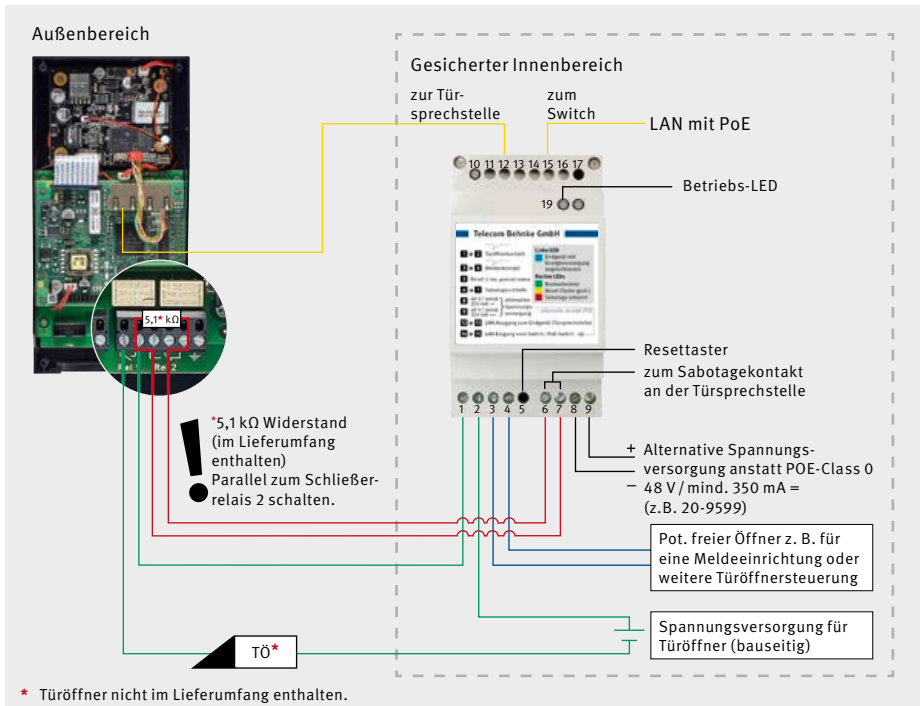 Außenbereich
Gesicherter Innenbereich
zur Tür-
sprechstelle
zum
Switch
LAN mit PoE
10 11 12 13 14 15 16 17
Betriebs-LED
19
Telecom Behnke GmbH
5,1* kΩ
Rel 2
Resettaster
zum Sabotagekontakt
an der Türsprechstelle
1 2 3 4 5 6 7 8 9
*5,1 kΩ Widerstand
(im Lieferumfang
enthalten)
Parallel zum Schließer-
relais 2 schalten.
+ Alternative Spannungs-
versorgung anstatt POE-Class 0
– 48 V / mind. 350 mA =
(z.B. 20-9599)
Pot. freier Öffner z. B. für
eine Meldeeinrichtung oder
weitere Türöffnersteuerung
Spannungsversorgung für
Türöffner (bauseitig)
TÖ*
* Türöffner nicht im Lieferumfang enthalten.